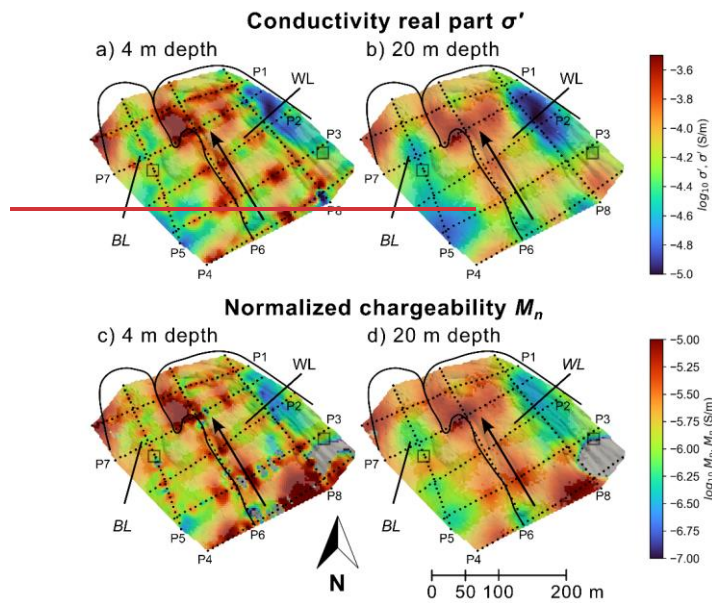 Conductivity real part σ'
a) 4 m depth
b) 20 m depth
P1
WL
P2
P3
P7
BL
P8
P5
P6
P4
P1
WL
P2
P3
P7
BL
P8
P5
P6
P4
−3.6
−3.8
−4.0
−4.2
−4.4
−4.6
−4.8
−5.0
log₁₀ σ', σ' (S/m)
Normalized chargeability Mₙ
c) 4 m depth
d) 20 m depth
P1
WL
P2
P3
P7
BL
P8
P5
P6
P4
P1
WL
P2
P3
P7
BL
P8
P5
P6
P4
−5.00
−5.25
−5.50
−5.75
−6.00
−6.25
−6.50
−6.75
−7.00
log₁₀ Mₙ, Mₙ (S/m)
N
0 50 100 200 m